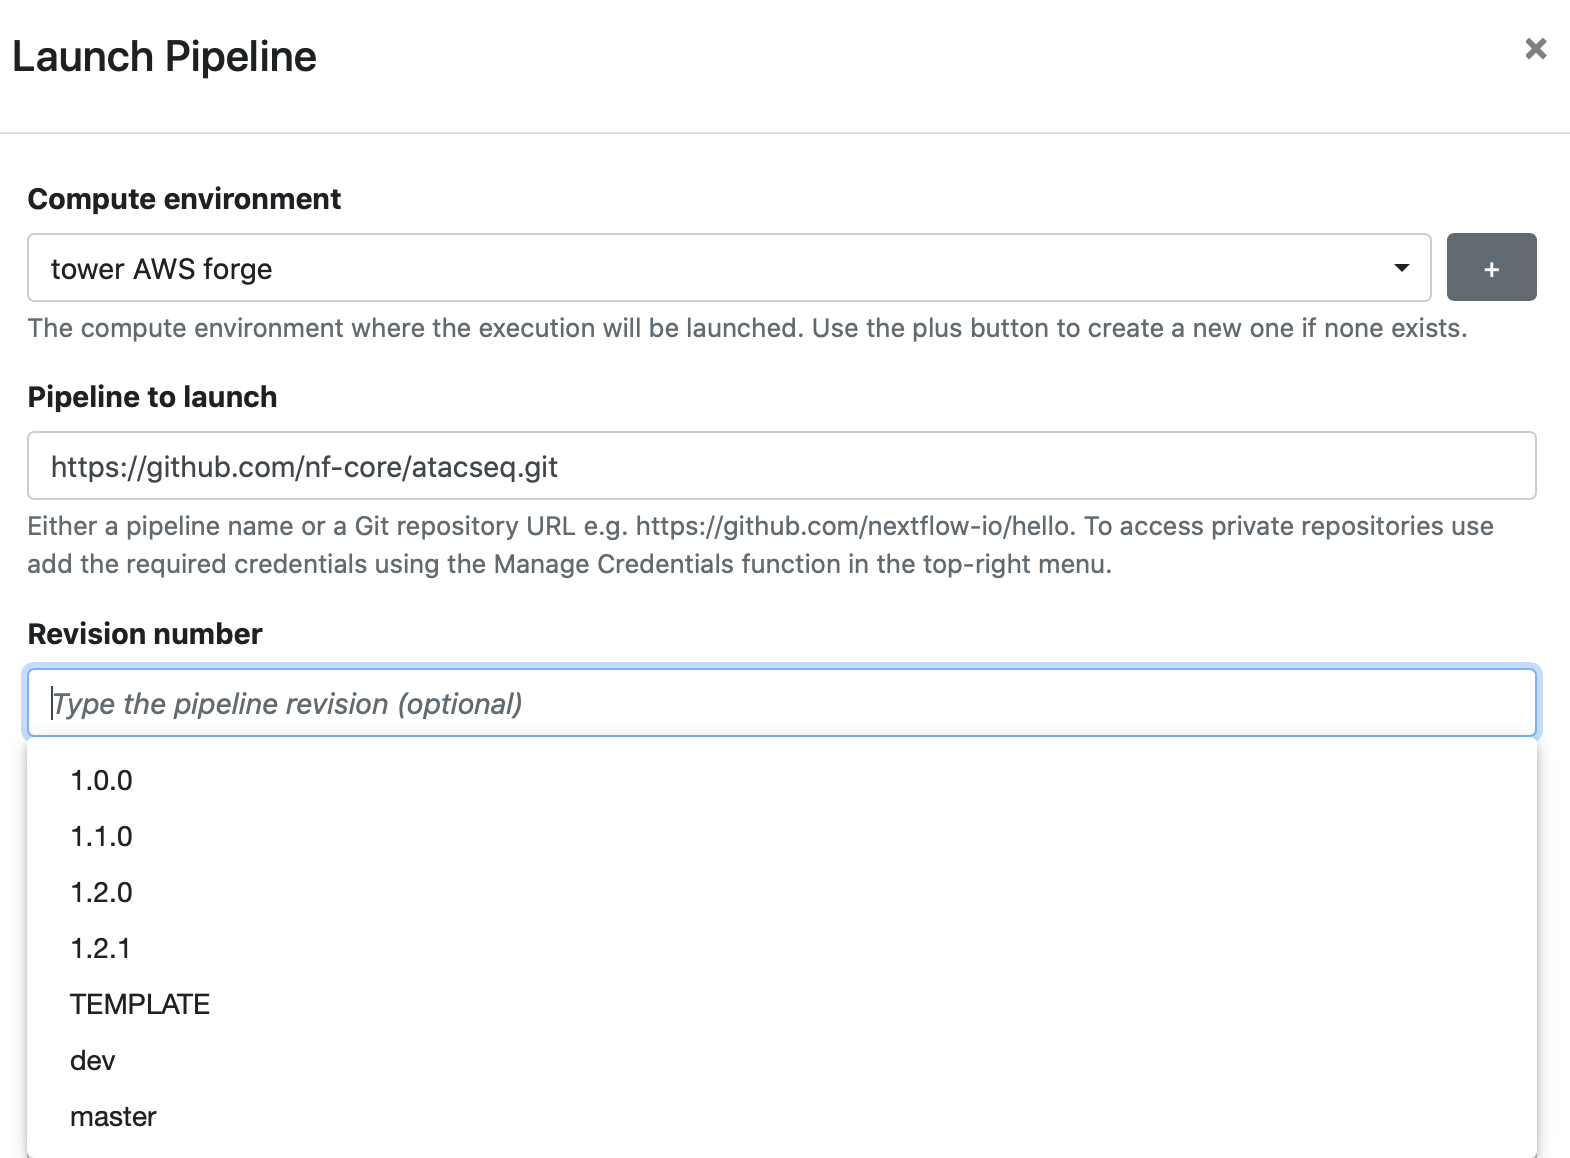 Launch Pipeline
Compute environment
tower AWS forge
+
The compute environment where the execution will be launched. Use the plus button to create a new one if none exists.
Pipeline to launch
https://github.com/nf-core/atacseq.git
Either a pipeline name or a Git repository URL e.g. https://github.com/nextflow-io/hello. To access private repositories use
add the required credentials using the Manage Credentials function in the top-right menu.
Revision number
Type the pipeline revision (optional)
1.0.0
1.1.0
1.2.0
1.2.1
TEMPLATE
dev
master